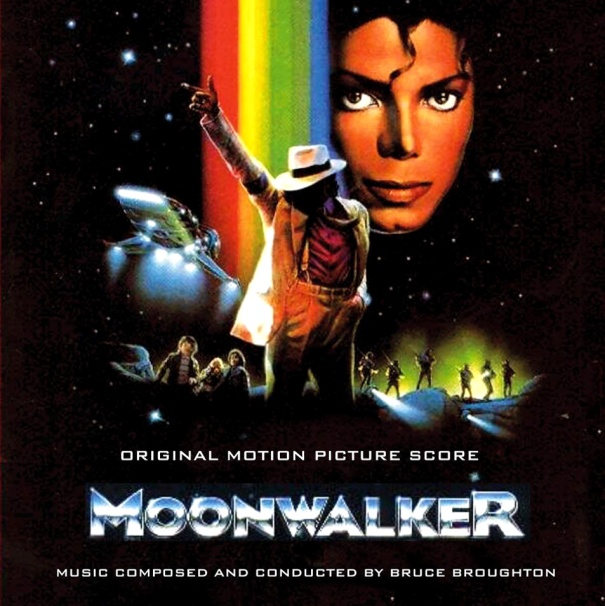 ORIGINAL MOTION PICTURE SCORE
MOONWALKER
MUSIC COMPOSED AND CONDUCTED BY BRUCE BROUGHTON